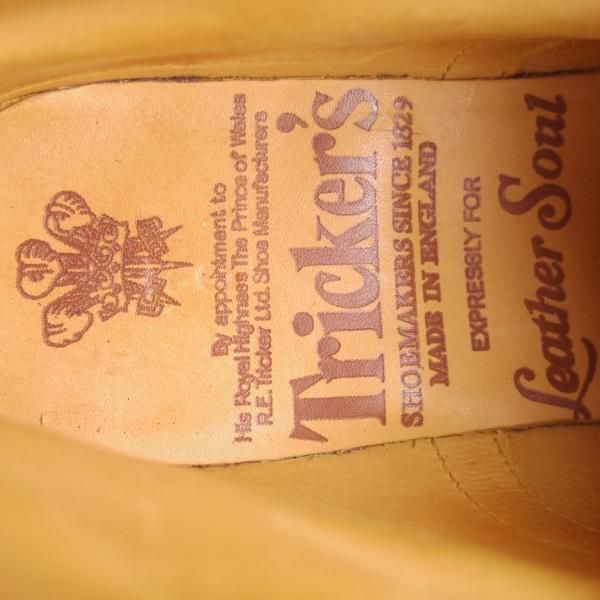 By appointment to
His Royal Highness The Prince of Wales
R.E. Tricker Ltd. Shoe Manufacturers
Tricker's
SHOEMAKERS SINCE 1829
MADE IN ENGLAND
EXPRESSLY FOR
Leather Soul